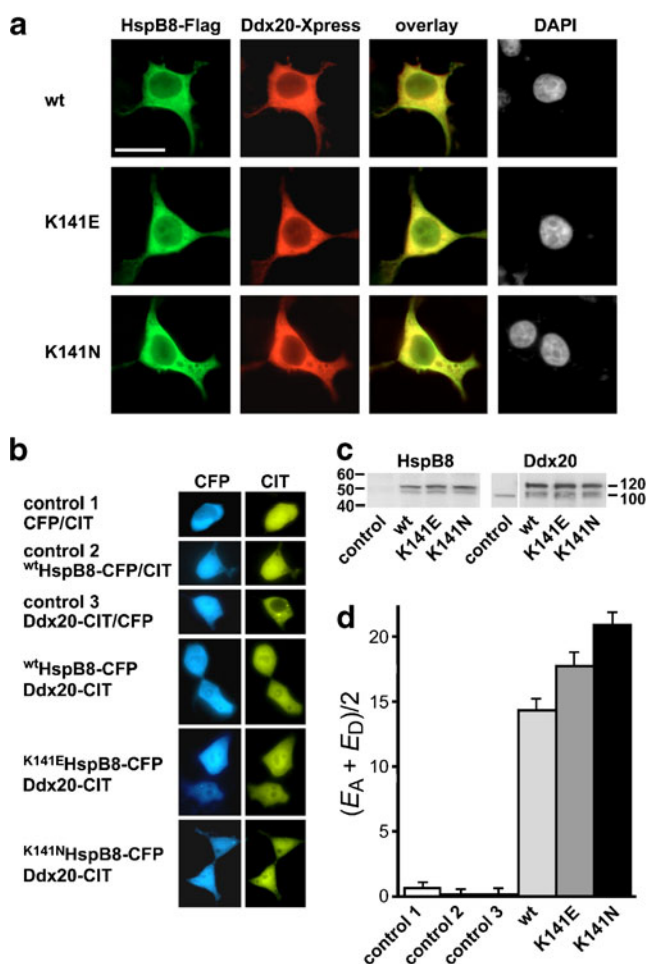 a
HspB8-Flag Ddx20-Xpress overlay DAPI
wt
K141E
K141N
b
CFP CIT
control 1
CFP/CIT
control 2
wtHspB8-CFP/CIT
control 3
Ddx20-CIT/CFP
wtHspB8-CFP
Ddx20-CIT
K141EHspB8-CFP
Ddx20-CIT
K141NHspB8-CFP
Ddx20-CIT
c
HspB8 Ddx20
60
50
40
120
100
control wt K141E K141N control wt K141E K141N
d
(EA + ED)/2
20
15
10
5
0
control 1 control 2 control 3 wt K141E K141N